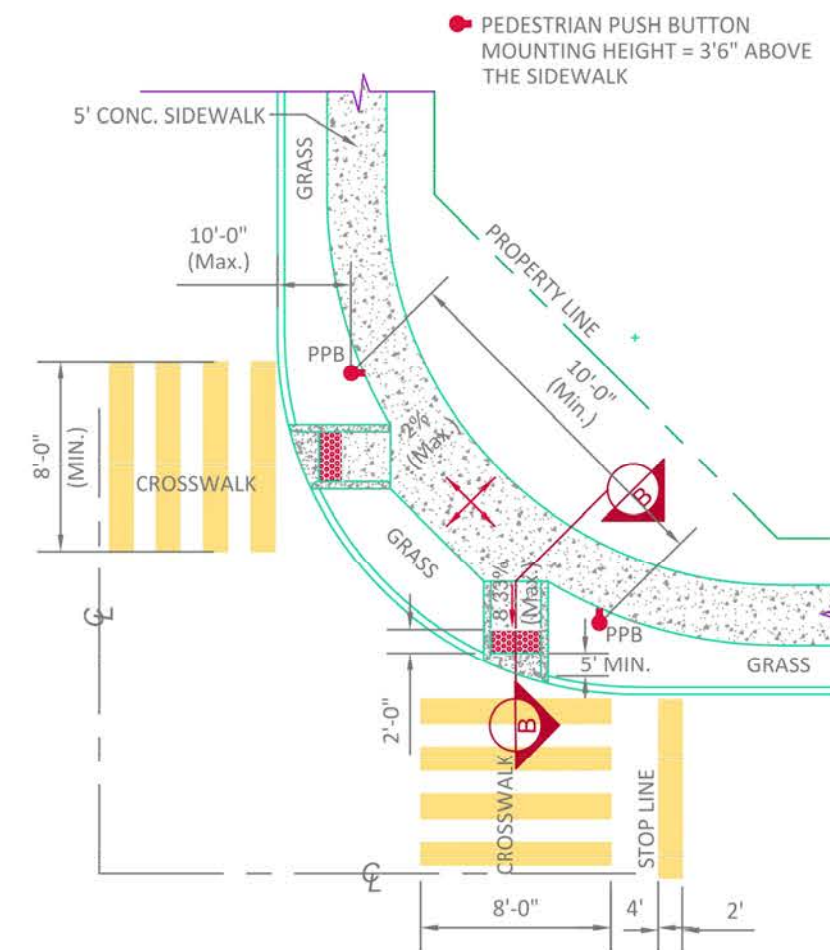 PEDESTRIAN PUSH BUTTON
MOUNTING HEIGHT = 3'6" ABOVE
THE SIDEWALK
5' CONC. SIDEWALK
GRASS
10'-0"
(Max.)
PROPERTY LINE
PPB
10'-0"
(Min.)
2%
(Max.)
8'-0"
(MIN.)
CROSSWALK
B
GRASS
8.33%
(Max.)
℄
PPB
5' MIN.
GRASS
2'-0"
B
CROSSWALK
STOP LINE
℄
8'-0"
4'
2'